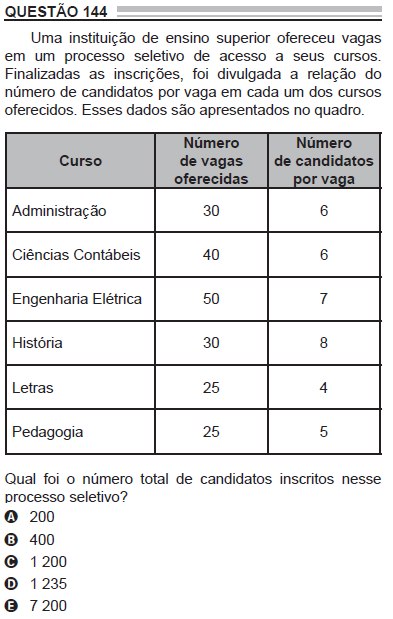 QUESTÃO 144
Uma instituição de ensino superior ofereceu vagas
em um processo seletivo de acesso a seus cursos.
Finalizadas as inscrições, foi divulgada a relação do
número de candidatos por vaga em cada um dos cursos
oferecidos. Esses dados são apresentados no quadro.
Curso Número de vagas oferecidas Número de candidatos por vaga
Administração 30 6
Ciências Contábeis 40 6
Engenharia Elétrica 50 7
História 30 8
Letras 25 4
Pedagogia 25 5
Qual foi o número total de candidatos inscritos nesse
processo seletivo?
A 200
B 400
C 1 200
D 1 235
E 7 200